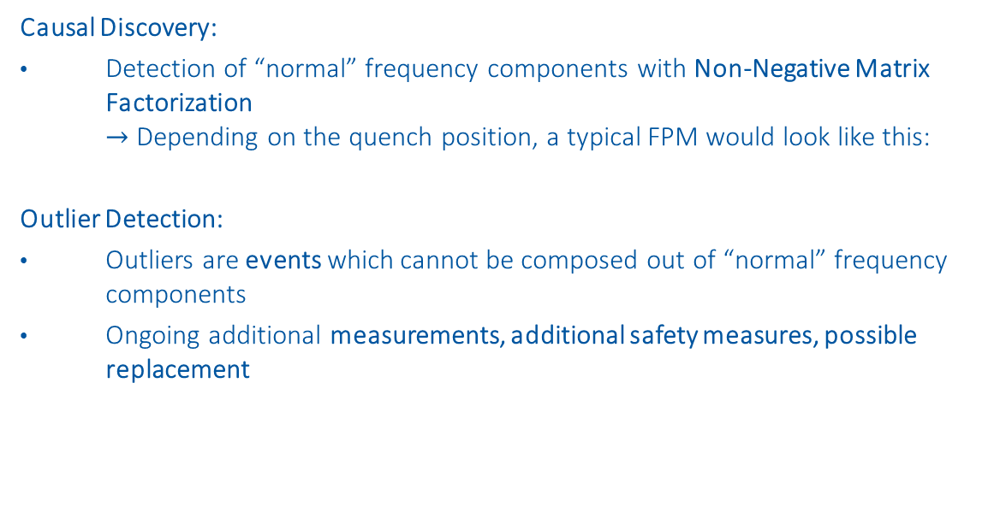 Causal Discovery:
• Detection of “normal” frequency components with Non-Negative Matrix
Factorization
→ Depending on the quench position, a typical FPM would look like this:
Outlier Detection:
• Outliers are events which cannot be composed out of “normal” frequency
components
• Ongoing additional measurements, additional safety measures, possible
replacement